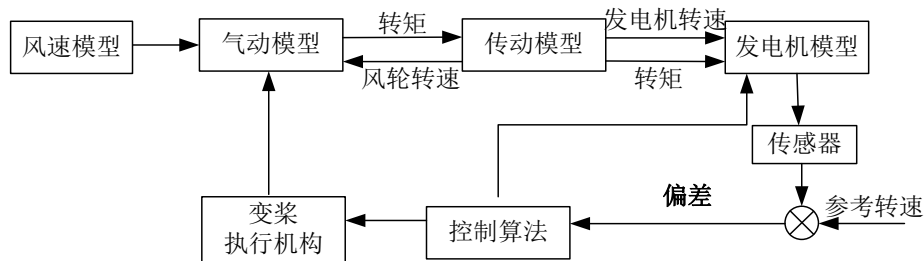 风速模型
气动模型
转矩
风轮转速
传动模型
发电机转速
转矩
发电机模型
传感器
参考转速
偏差
控制算法
变桨
执行机构